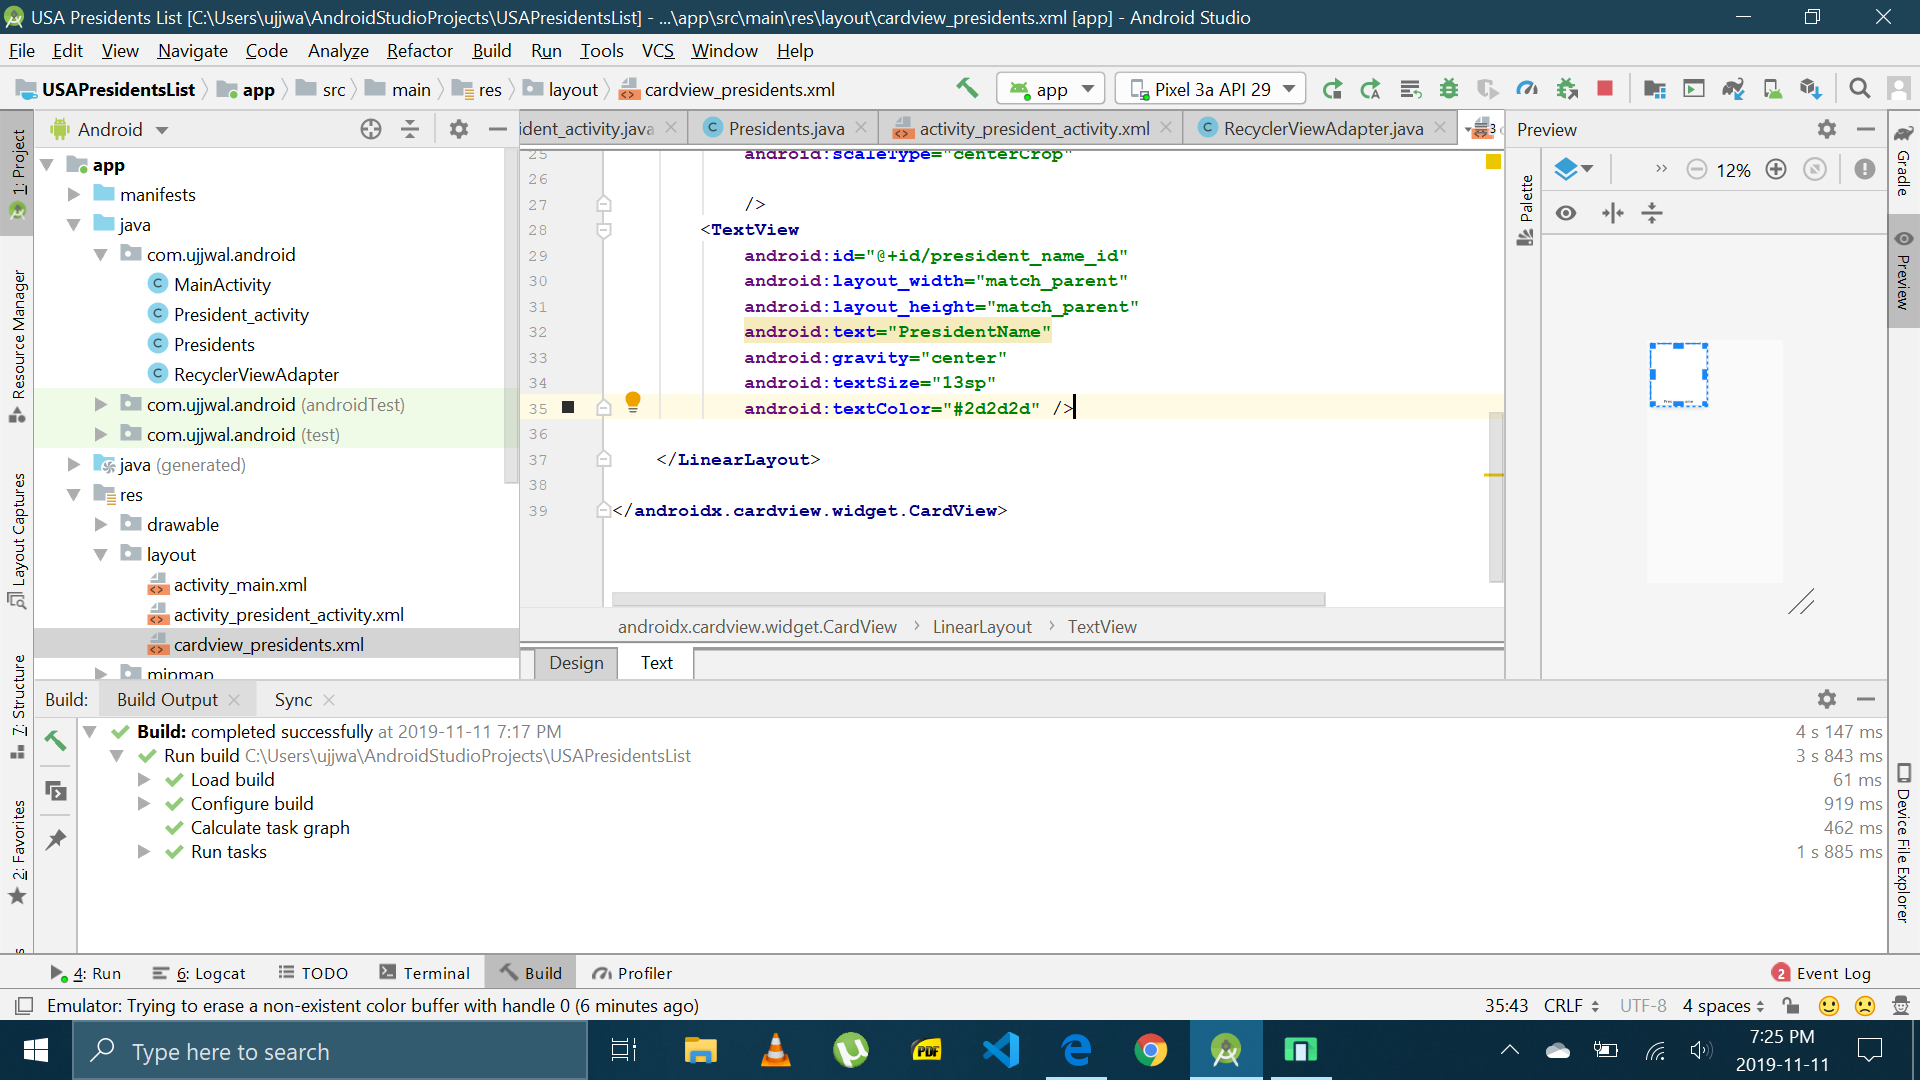 USA Presidents List [C:\Users\ujjwa\AndroidStudioProjects\USAPresidentsList] - ...\app\src\main\res\layout\cardview_presidents.xml [app] - Android Studio
File Edit View Navigate Code Analyze Refactor Build Run Tools VCS Window Help
USAPresidentsList app src main res layout cardview_presidents.xml app Pixel 3a API 29
1: Project
Resource Manager
Layout Captures
7: Structure
2: Favorites
Android
app
manifests
java
com.ujjwal.android
MainActivity
President_activity
Presidents
RecyclerViewAdapter
com.ujjwal.android (androidTest)
com.ujjwal.android (test)
java (generated)
res
drawable
layout
activity_main.xml
activity_president_activity.xml
cardview_presidents.xml
mipmap
ident_activity.java Presidents.java activity_president_activity.xml RecyclerViewAdapter.java 3
25 android:scaleType="centerCrop"
26
27 />
28 <TextView
29 android:id="@+id/president_name_id"
30 android:layout_width="match_parent"
31 android:layout_height="match_parent"
32 android:text="PresidentName"
33 android:gravity="center"
34 android:textSize="13sp"
35 android:textColor="#2d2d2d" />
36
37 </LinearLayout>
38
39 </androidx.cardview.widget.CardView>
androidx.cardview.widget.CardView LinearLayout TextView
Design Text
Preview
Palette
12%
Gradle
Preview
Device File Explorer
Build: Build Output Sync
Build: completed successfully at 2019-11-11 7:17 PM 4 s 147 ms
Run build C:\Users\ujjwa\AndroidStudioProjects\USAPresidentsList 3 s 843 ms
Load build 61 ms
Configure build 919 ms
Calculate task graph 462 ms
Run tasks 1 s 885 ms
4: Run 6: Logcat TODO Terminal Build Profiler 2 Event Log
Emulator: Trying to erase a non-existent color buffer with handle 0 (6 minutes ago) 35:43 CRLF UTF-8 4 spaces
Type here to search
PDF
7:25 PM
2019-11-11